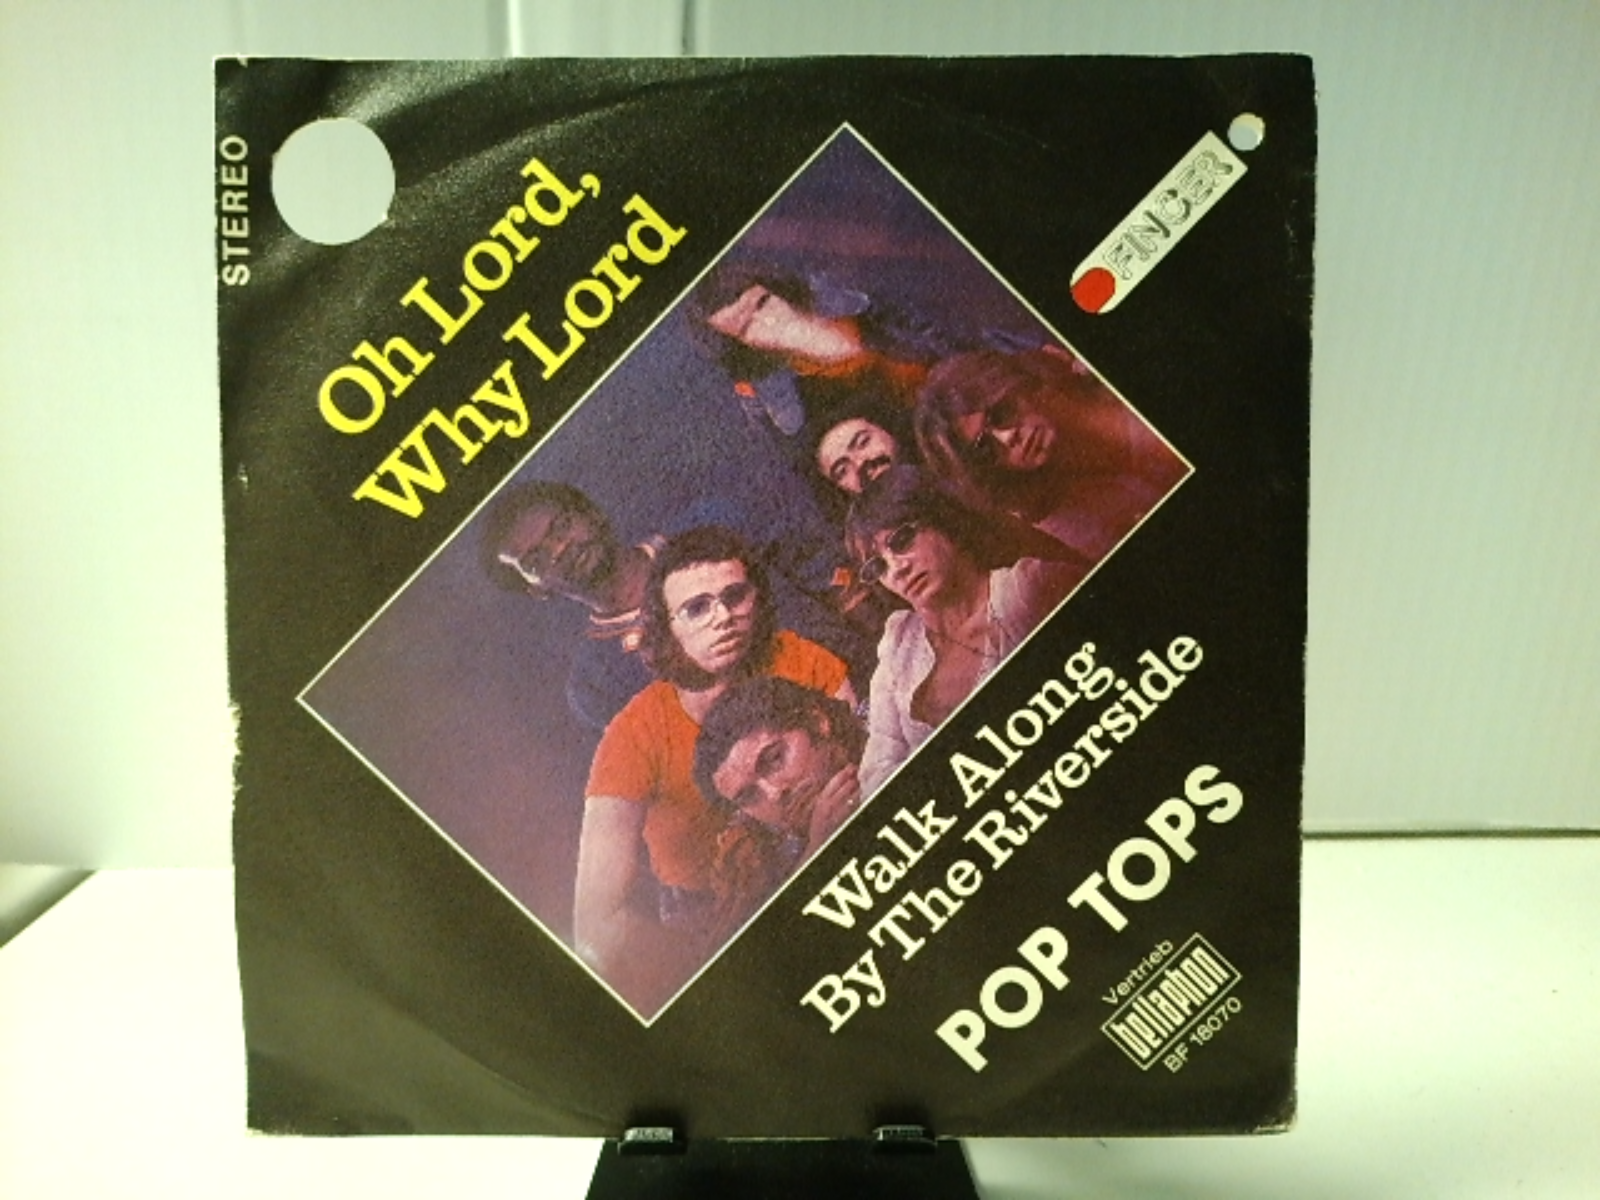 STEREO
Oh Lord,
Why Lord
FINGER
Walk Along
By The Riverside
POP TOPS
Vertrieb
bellaphon
BF 18070